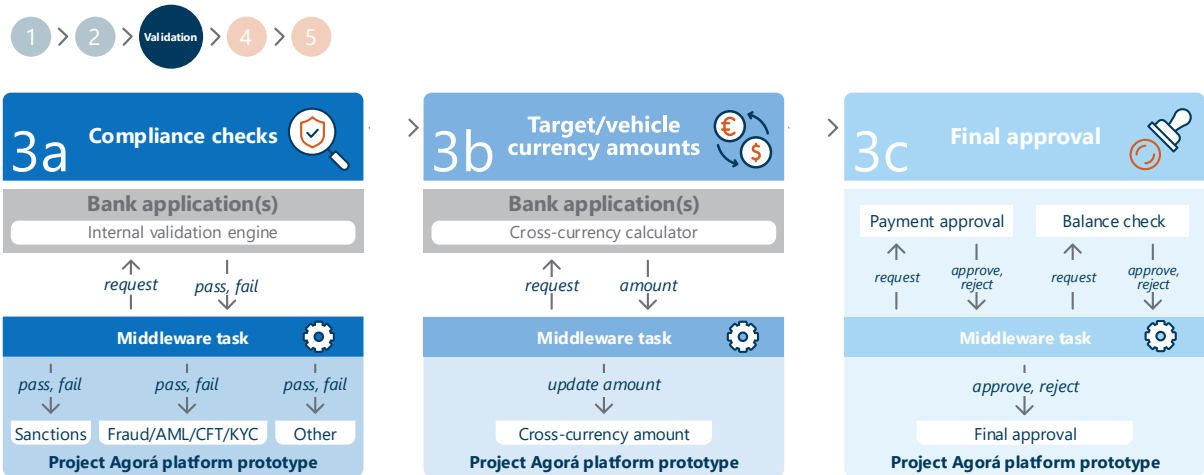 1
2
Validation
4
5
3a
Compliance checks
Bank application(s)
Internal validation engine
request
pass, fail
Middleware task
pass, fail
pass, fail
pass, fail
Sanctions
Fraud/AML/CFT/KYC
Other
Project Agorá platform prototype
3b
Target/vehicle
currency amounts
€
$
Bank application(s)
Cross-currency calculator
request
amount
Middleware task
update amount
Cross-currency amount
Project Agorá platform prototype
3c
Final approval
Payment approval
Balance check
request
approve,
reject
request
approve,
reject
Middleware task
approve, reject
Final approval
Project Agorá platform prototype